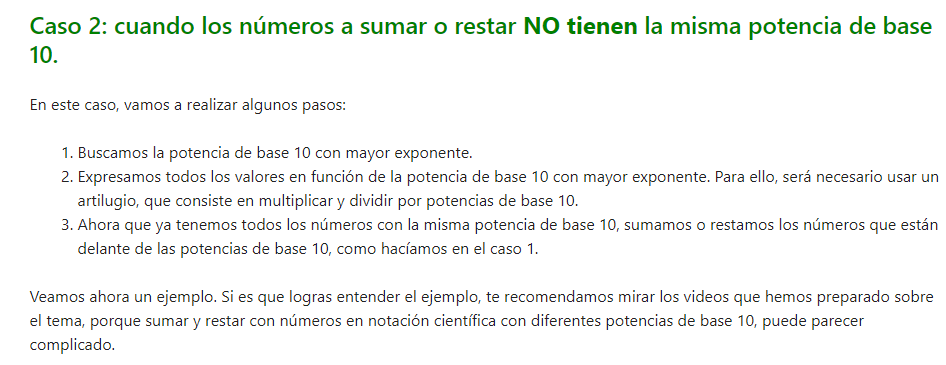 Caso 2: cuando los números a sumar o restar NO tienen la misma potencia de base
10.
En este caso, vamos a realizar algunos pasos:
1. Buscamos la potencia de base 10 con mayor exponente.
2. Expresamos todos los valores en función de la potencia de base 10 con mayor exponente. Para ello, será necesario usar un
artilugio, que consiste en multiplicar y dividir por potencias de base 10.
3. Ahora que ya tenemos todos los números con la misma potencia de base 10, sumamos o restamos los números que están
delante de las potencias de base 10, como hacíamos en el caso 1.
Veamos ahora un ejemplo. Si es que logras entender el ejemplo, te recomendamos mirar los videos que hemos preparado sobre
el tema, porque sumar y restar con números en notación científica con diferentes potencias de base 10, puede parecer
complicado.